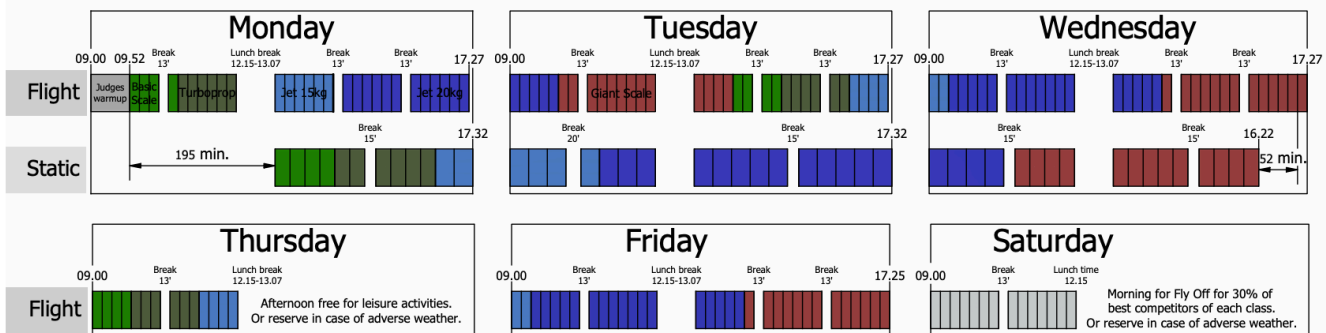 Monday
Break
Lunch break
Break
Break
09.00
09.52
13'
12.15-13.07
13'
13'
17.27
Flight
Judges
warmup
Basic
Scale
Turboprop
Jet 15kg
Jet 20kg
Break
15'
17.32
Static
195 min.
Tuesday
Break
Lunch break
Break
Break
09.00
13'
12.15-13.07
13'
13'
17.27
Giant Scale
Break
20'
Break
15'
17.32
Wednesday
Break
Lunch break
Break
Break
09.00
13'
12.15-13.07
13'
13'
17.27
Break
15'
Break
15'
16.22
52 min.
Thursday
Break
Lunch break
09.00
13'
12.15-13.07
Flight
Afternoon free for leisure activities.
Or reserve in case of adverse weather.
Friday
Break
Lunch break
Break
Break
09.00
13'
12.15-13.07
13'
13'
17.25
Saturday
Break
Lunch time
09.00
13'
12.15
Morning for Fly Off for 30% of
best competitors of each class.
Or reserve in case of adverse weather.